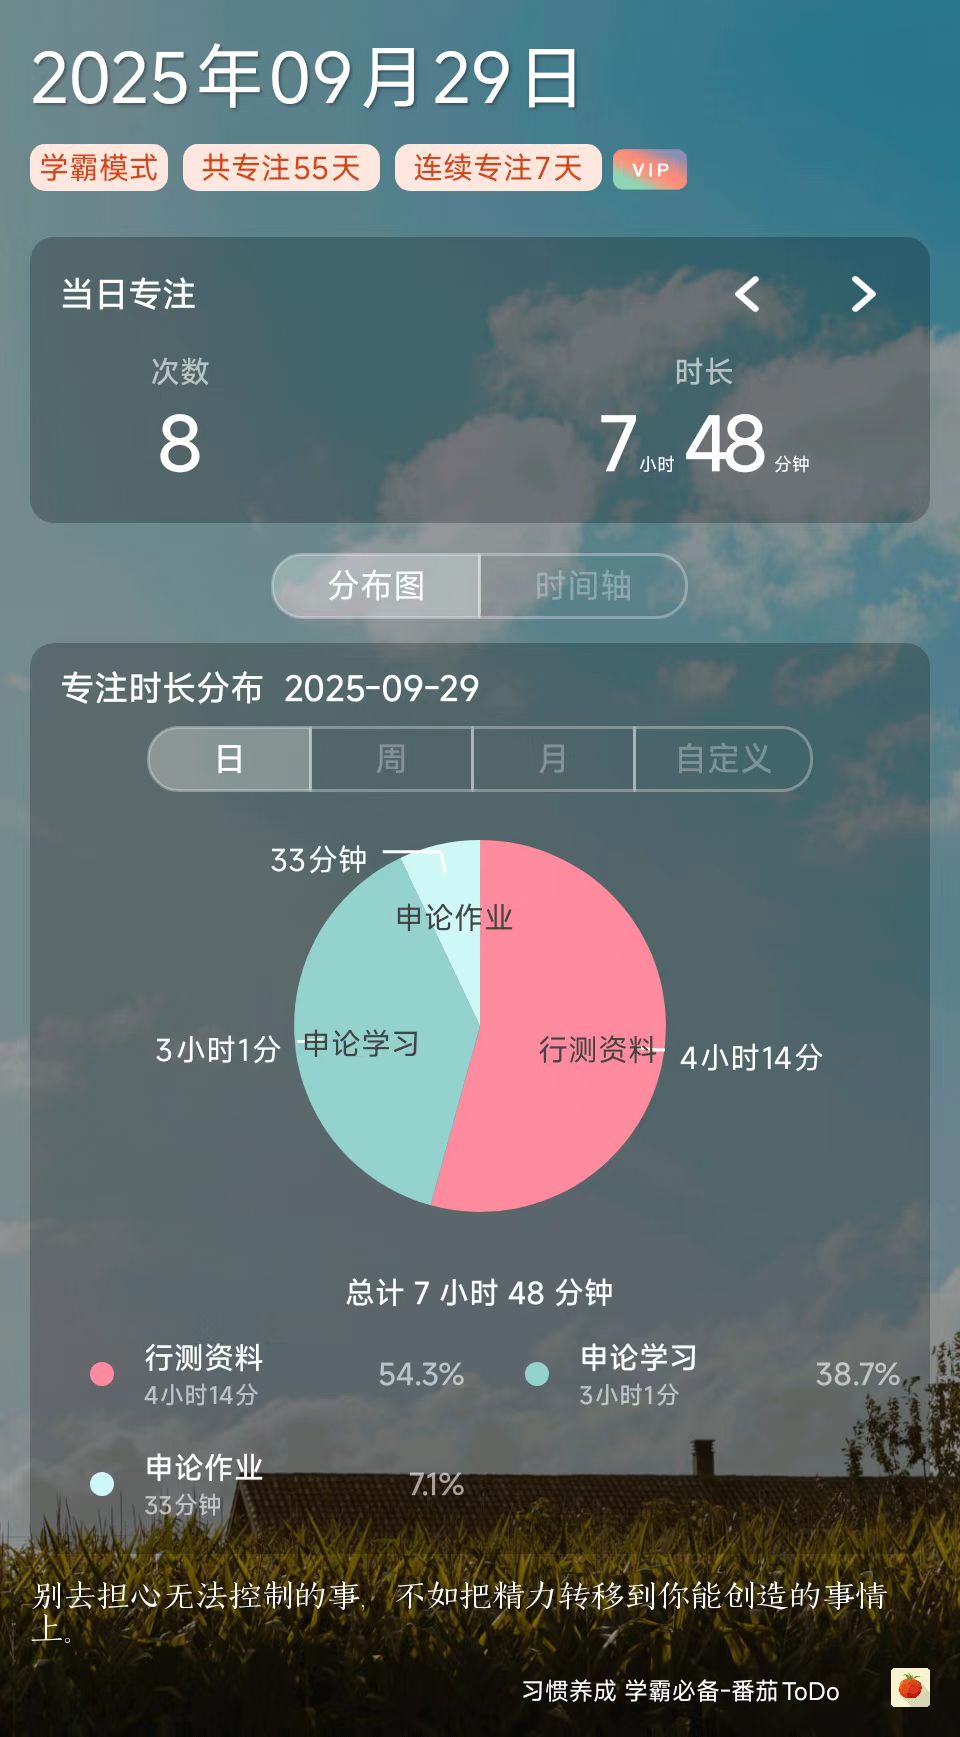 2025年09月29日
学霸模式 共专注55天 连续专注7天 VIP
当日专注
次数 时长
8 7小时48分钟
分布图 时间轴
专注时长分布 2025-09-29
日 周 月 自定义
33分钟
申论作业
3小时1分 申论学习 行测资料 4小时14分
总计 7 小时 48 分钟
行测资料 54.3% 申论学习 38.7%
4小时14分 3小时1分
申论作业 7.1%
33分钟
别去担心无法控制的事，不如把精力转移到你能创造的事情
上。
习惯养成 学霸必备-番茄ToDo